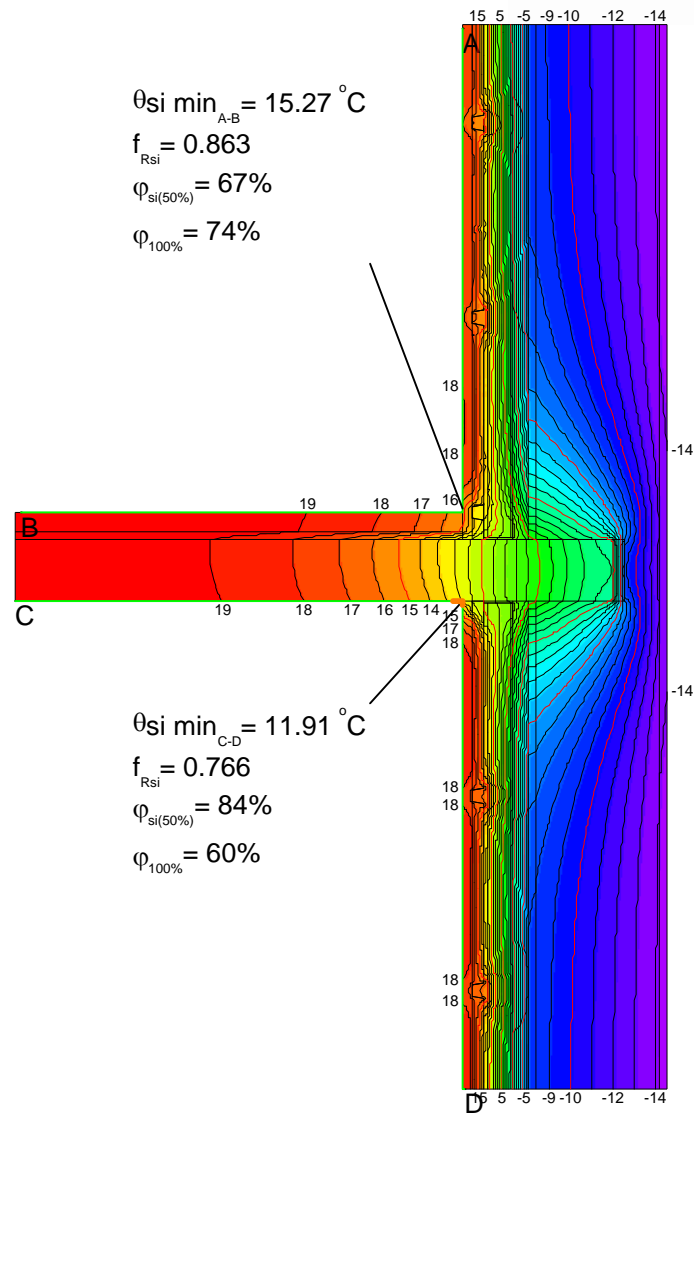 15 5 -5 -9 -10 -12 -14
A
θsi min A-B = 15.27 °C
f Rsi = 0.863
φsi(50%) = 67%
φ100% = 74%
18
-14
18
16
19 18 17
B
C
19 18 17 16 15 14
15
17
18
-14
θsi min C-D = 11.91 °C
f Rsi = 0.766
φsi(50%) = 84%
φ100% = 60%
18
18
18
18
D
15 5 -5 -9 -10 -12 -14